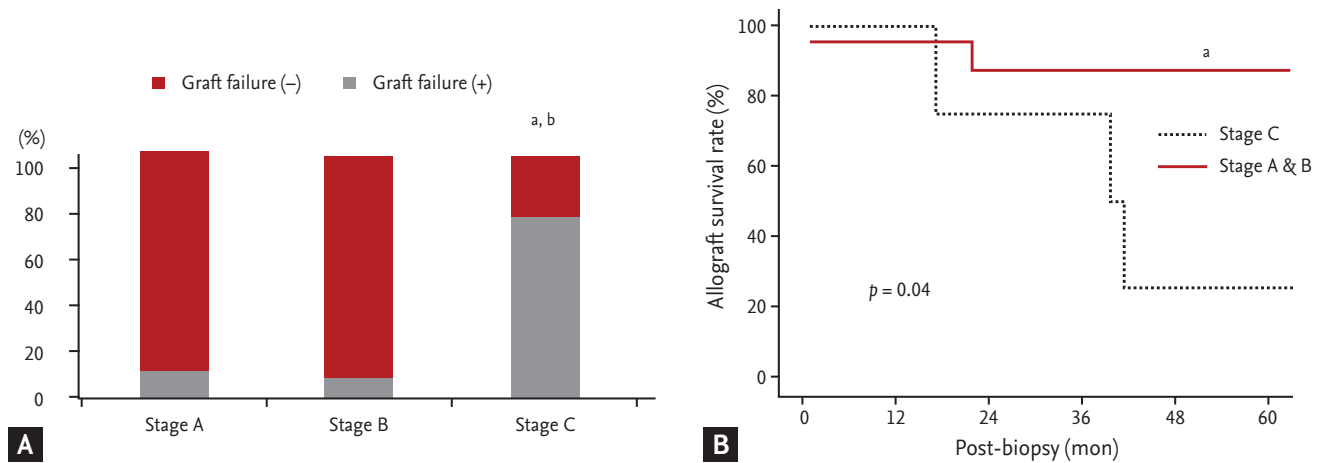 Graft failure (–) Graft failure (+)
(%)
a, b
100
80
60
40
20
0
Stage A Stage B Stage C
A
Allograft survival rate (%)
100
80
60
40
20
0
a
Stage C
Stage A & B
p = 0.04
0 12 24 36 48 60
Post-biopsy (mon)
B